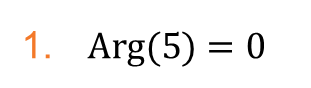 1. Arg(5) = 0